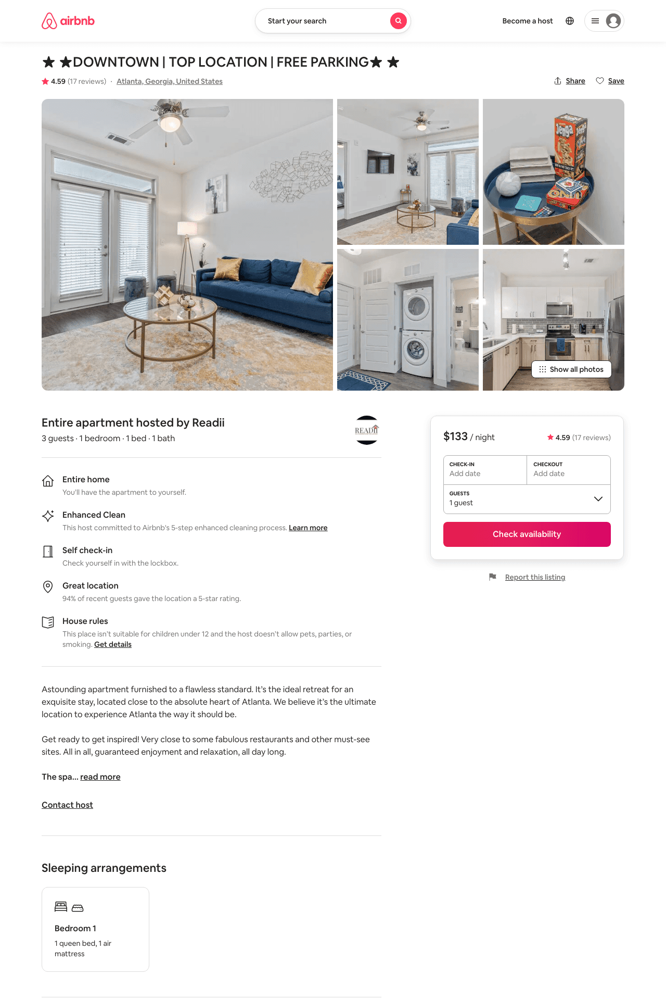 airbnb
Start your search
Become a host
★ ★DOWNTOWN | TOP LOCATION | FREE PARKING★ ★
4.59 (17 reviews) · Atlanta, Georgia, United States
Share
Save
Jenga
UNO
Show all photos
Entire apartment hosted by Readii
3 guests · 1 bedroom · 1 bed · 1 bath
READII
$133 / night
4.59 (17 reviews)
CHECK-IN
Add date
CHECKOUT
Add date
GUESTS
1 guest
Check availability
Report this listing
Entire home
You’ll have the apartment to yourself.
Enhanced Clean
This host committed to Airbnb's 5-step enhanced cleaning process. Learn more
Self check-in
Check yourself in with the lockbox.
Great location
94% of recent guests gave the location a 5-star rating.
House rules
This place isn’t suitable for children under 12 and the host doesn’t allow pets, parties, or
smoking. Get details
Astounding apartment furnished to a flawless standard. It’s the ideal retreat for an
exquisite stay, located close to the absolute heart of Atlanta. We believe it’s the ultimate
location to experience Atlanta the way it should be.
Get ready to get inspired! Very close to some fabulous restaurants and other must-see
sites. All in all, guaranteed enjoyment and relaxation, all day long.
The spa... read more
Contact host
Sleeping arrangements
Bedroom 1
1 queen bed, 1 air
mattress